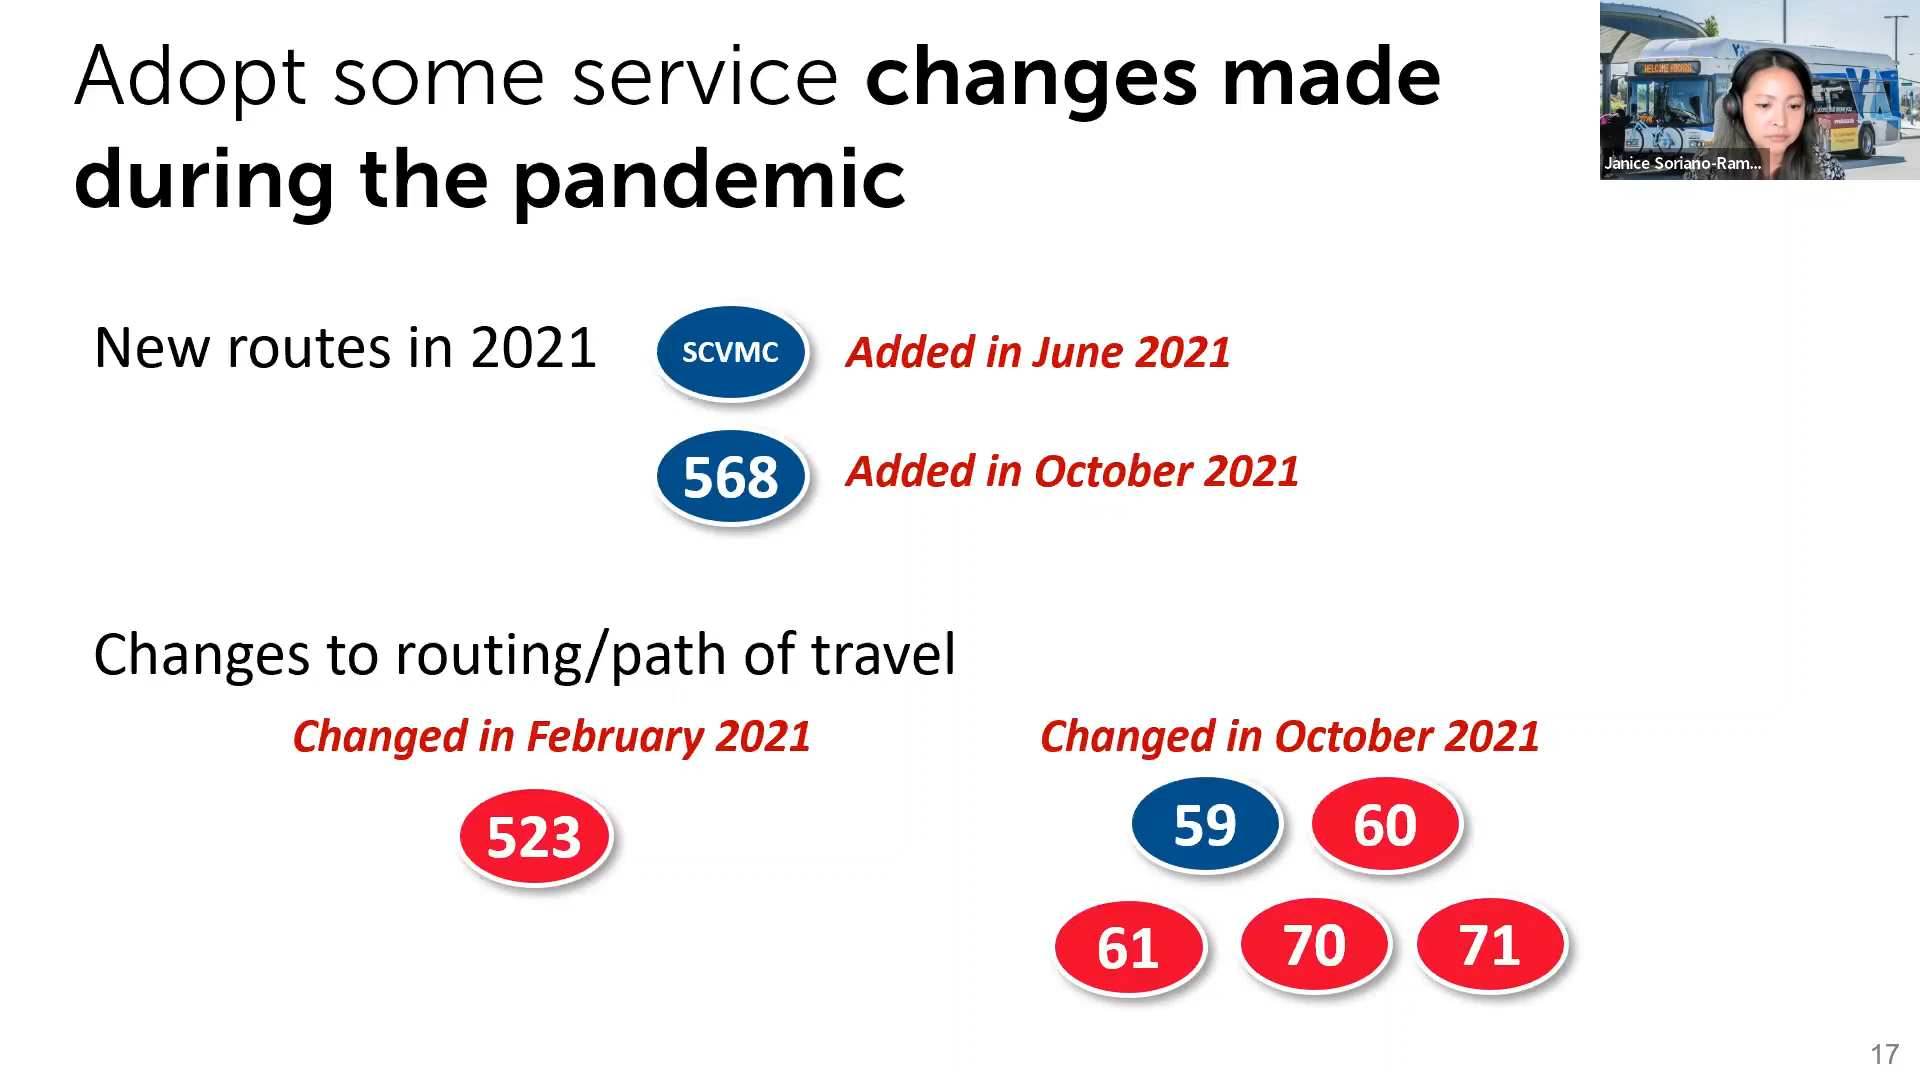 Adopt some service changes made
during the pandemic
WELCOME ABOARD
Janice Soriano-Ram...
New routes in 2021
SCVMC
Added in June 2021
568
Added in October 2021
Changes to routing/path of travel
Changed in February 2021
Changed in October 2021
523
59
60
61
70
71
17